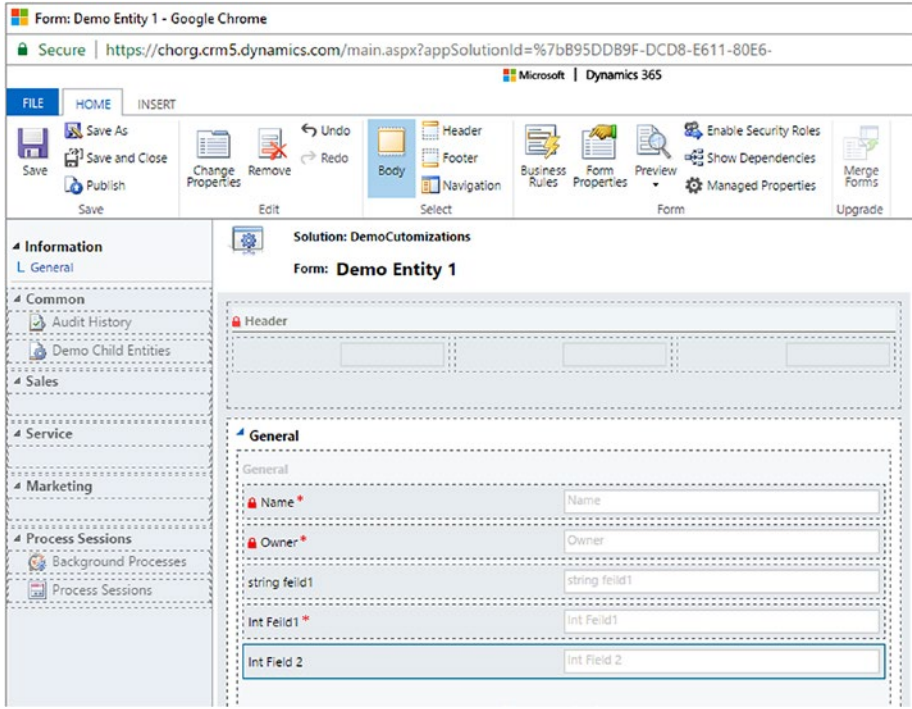 Form: Demo Entity 1 - Google Chrome
Secure | https://chorg.crm5.dynamics.com/main.aspx?appSolutionId=%7bB95DDB9F-DCD8-E611-80E6-
Microsoft | Dynamics 365
FILE HOME INSERT
Save
Save As
Save and Close
Publish
Save
Change Properties
Remove
Undo
Redo
Edit
Body
Header
Footer
Navigation
Select
Business Rules
Form Properties
Preview
Enable Security Roles
Show Dependencies
Managed Properties
Form
Merge Forms
Upgrade
Information
General
Common
Audit History
Demo Child Entities
Sales
Service
Marketing
Process Sessions
Background Processes
Process Sessions
Solution: DemoCutomizations
Form: Demo Entity 1
Header
General
General
Name * Name
Owner * Owner
string feild1 string feild1
Int Feild1 * Int Feild1
Int Field 2 Int Field 2